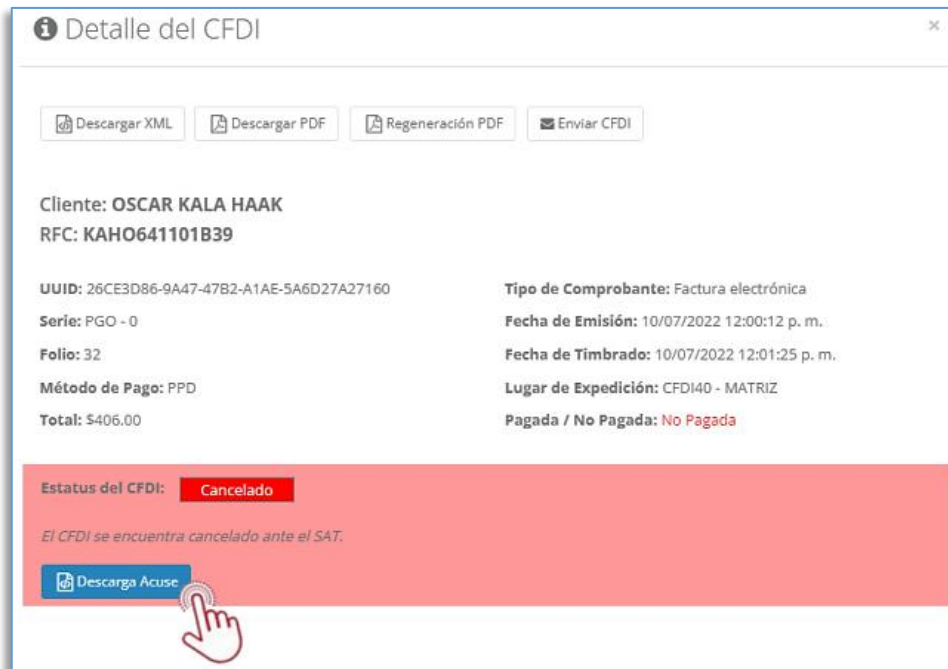 Detalle del CFDI
×
Descargar XML
Descargar PDF
Regeneración PDF
Enviar CFDI
Cliente: OSCAR KALA HAAK
RFC: KAHO641101B39
UUID: 26CE3D86-9A47-47B2-A1AE-5A6D27A27160
Tipo de Comprobante: Factura electrónica
Serie: PGO - 0
Fecha de Emisión: 10/07/2022 12:00:12 p. m.
Folio: 32
Fecha de Timbrado: 10/07/2022 12:01:25 p. m.
Método de Pago: PPD
Lugar de Expedición: CFDI40 - MATRIZ
Total: $406.00
Pagada / No Pagada: No Pagada
Estatus del CFDI: Cancelado
El CFDI se encuentra cancelado ante el SAT.
Descarga Acuse